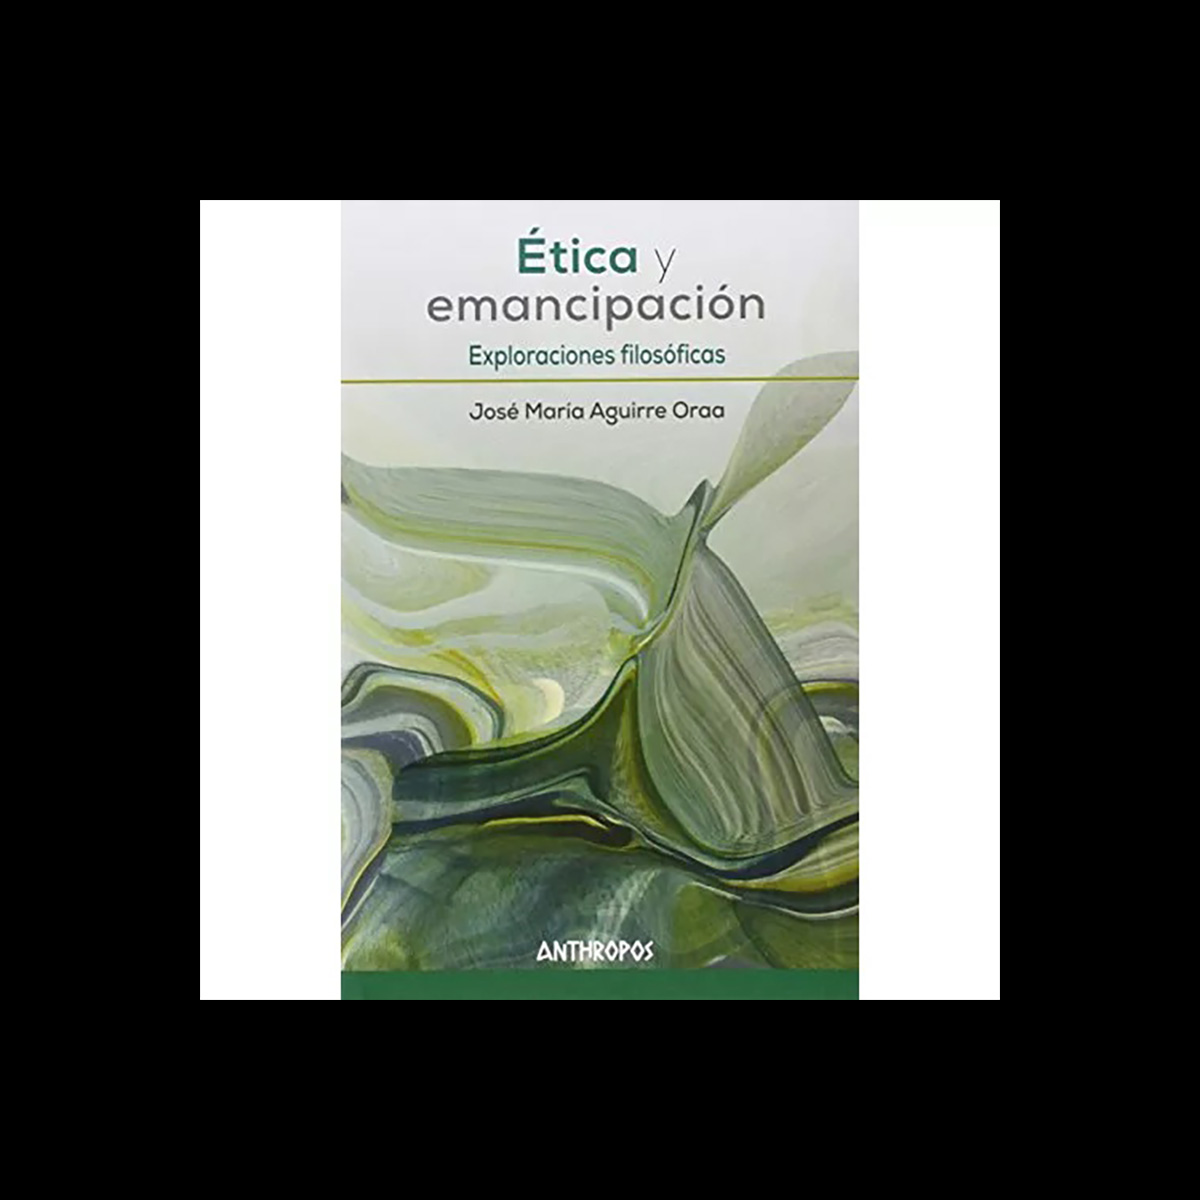 Ética y
emancipación
Exploraciones filosóficas
José María Aguirre Oraa
ANTHROPOS